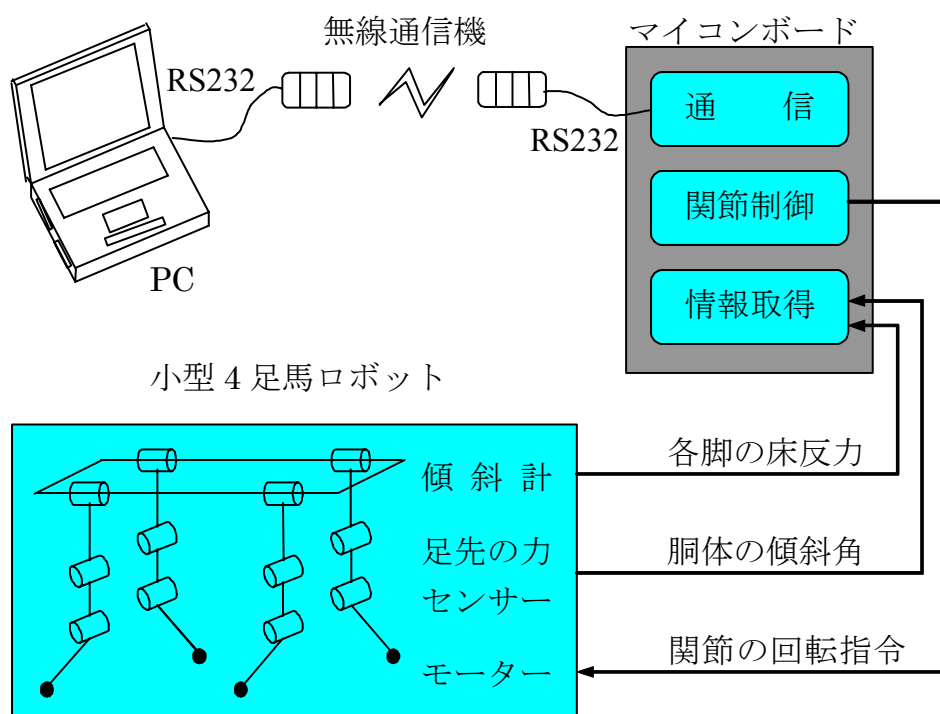 無線通信機
マイコンボード
RS232
通 信
RS232
関節制御
PC
情報取得
小型4足馬ロボット
各脚の床反力
傾 斜 計
足先の力
胴体の傾斜角
センサー
関節の回転指令
モーター